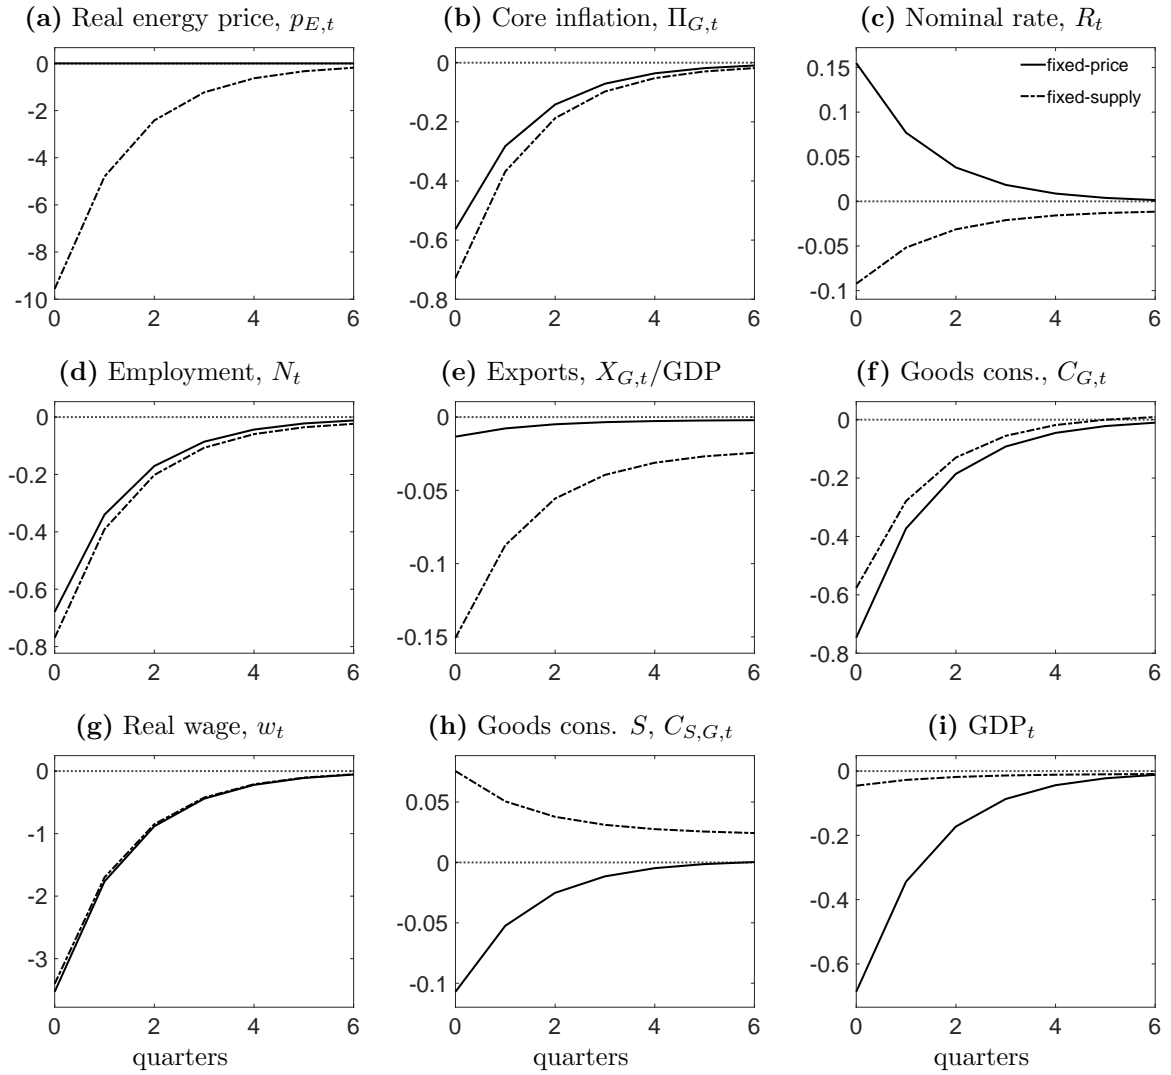 (a) Real energy price, p_{E,t}
(b) Core inflation, Π_{G,t}
(c) Nominal rate, R_t
0
-2
-4
-6
-8
-10
0 2 4 6
0
-0.2
-0.4
-0.6
-0.8
0 2 4 6
0.15
0.1
0.05
0
-0.05
-0.1
0 2 4 6
fixed-price
fixed-supply
(d) Employment, N_t
(e) Exports, X_{G,t}/GDP
(f) Goods cons., C_{G,t}
0
-0.2
-0.4
-0.6
-0.8
0 2 4 6
0
-0.05
-0.1
-0.15
0 2 4 6
0
-0.2
-0.4
-0.6
-0.8
0 2 4 6
(g) Real wage, w_t
(h) Goods cons. S, C_{S,G,t}
(i) GDP_t
0
-1
-2
-3
0 2 4 6
quarters
0.05
0
-0.05
-0.1
0 2 4 6
quarters
0
-0.2
-0.4
-0.6
0 2 4 6
quarters